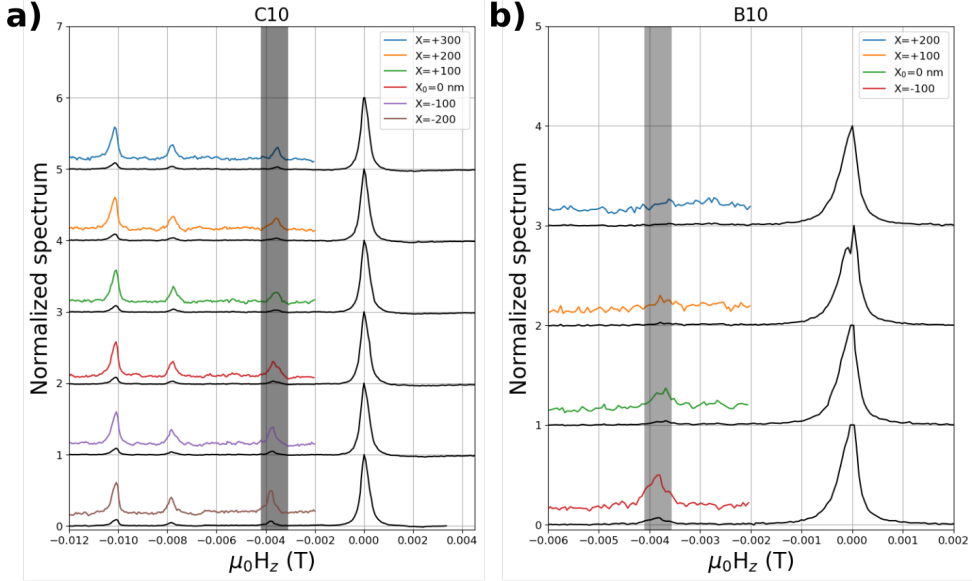 a)
C10
Normalized spectrum
7
6
5
4
3
2
1
0
X=+300
X=+200
X=+100
X₀=0 nm
X=-100
X=-200
−0.012 −0.010 −0.008 −0.006 −0.004 −0.002 0.000 0.002 0.004
μ₀H_z (T)
b)
B10
Normalized spectrum
5
4
3
2
1
0
X=+200
X=+100
X₀=0 nm
X=-100
−0.006 −0.005 −0.004 −0.003 −0.002 −0.001 0.000 0.001 0.002
μ₀H_z (T)